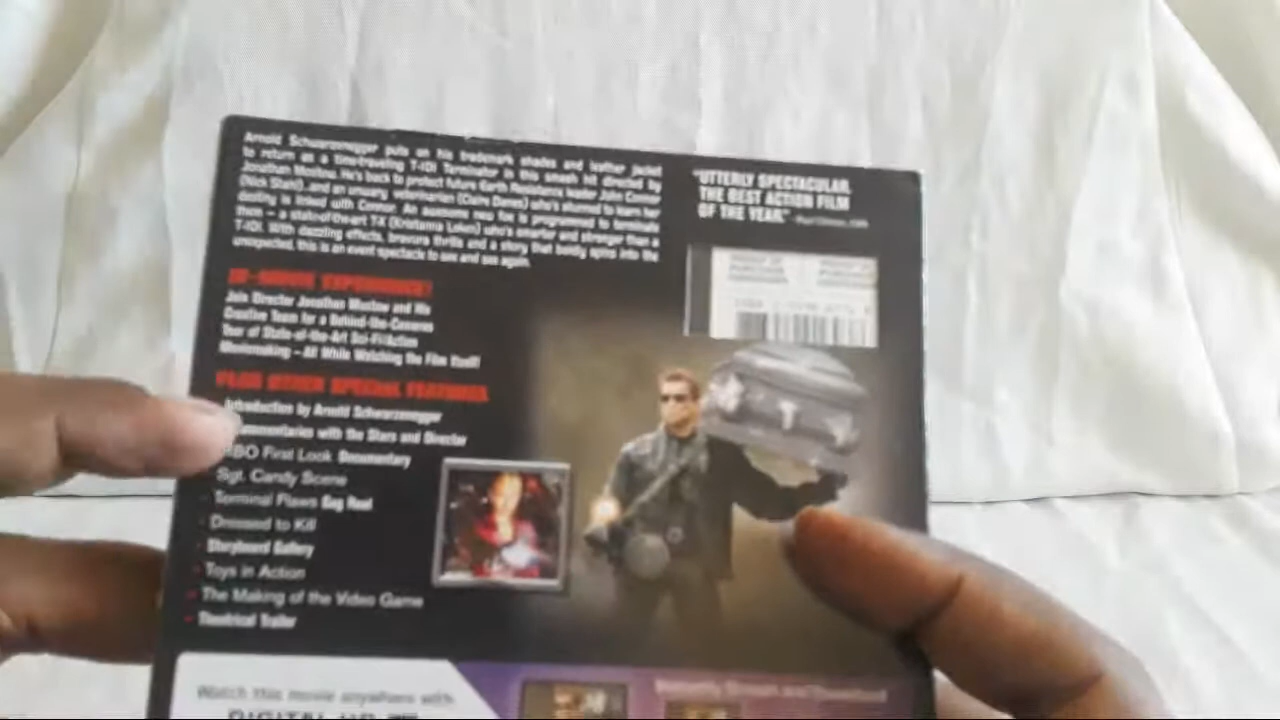 Arnold Schwarzenegger puts on his trademark shades and leather jacket
to return as a time-traveling T-101 Terminator in this smash hit directed by
Jonathan Mostow. He's back to protect future Earth Resistance leader John Connor
(Nick Stahl) and an unwary veterinarian (Claire Danes) who's stunned to learn her
destiny is linked with Connor. An awesome new foe is programmed to terminate
them – a state-of-the-art T-X (Kristanna Loken) who's smarter and stronger than a
T-101. With dazzling effects, bravura thrills and a story that boldly spins into the
unexpected, this is an event spectacle to see and see again.
"UTTERLY SPECTACULAR.
THE BEST ACTION FILM
OF THE YEAR."
IN-MOVIE EXPERIENCE!
Join Director Jonathan Mostow and His
Creative Team for a Behind-the-Cameras
Tour of State-of-the-Art Sci-Fi/Action
Moviemaking – All While Watching the Film Itself!
PLUS OTHER SPECIAL FEATURES
Introduction by Arnold Schwarzenegger
Commentaries with the Stars and Director
HBO First Look Documentary
Sgt. Candy Scene
Terminal Flaws Gag Reel
Dressed to Kill
Storyboard Gallery
Toys in Action
The Making of the Video Game
Theatrical Trailer
Watch this movie anywhere with
DIGITAL HD